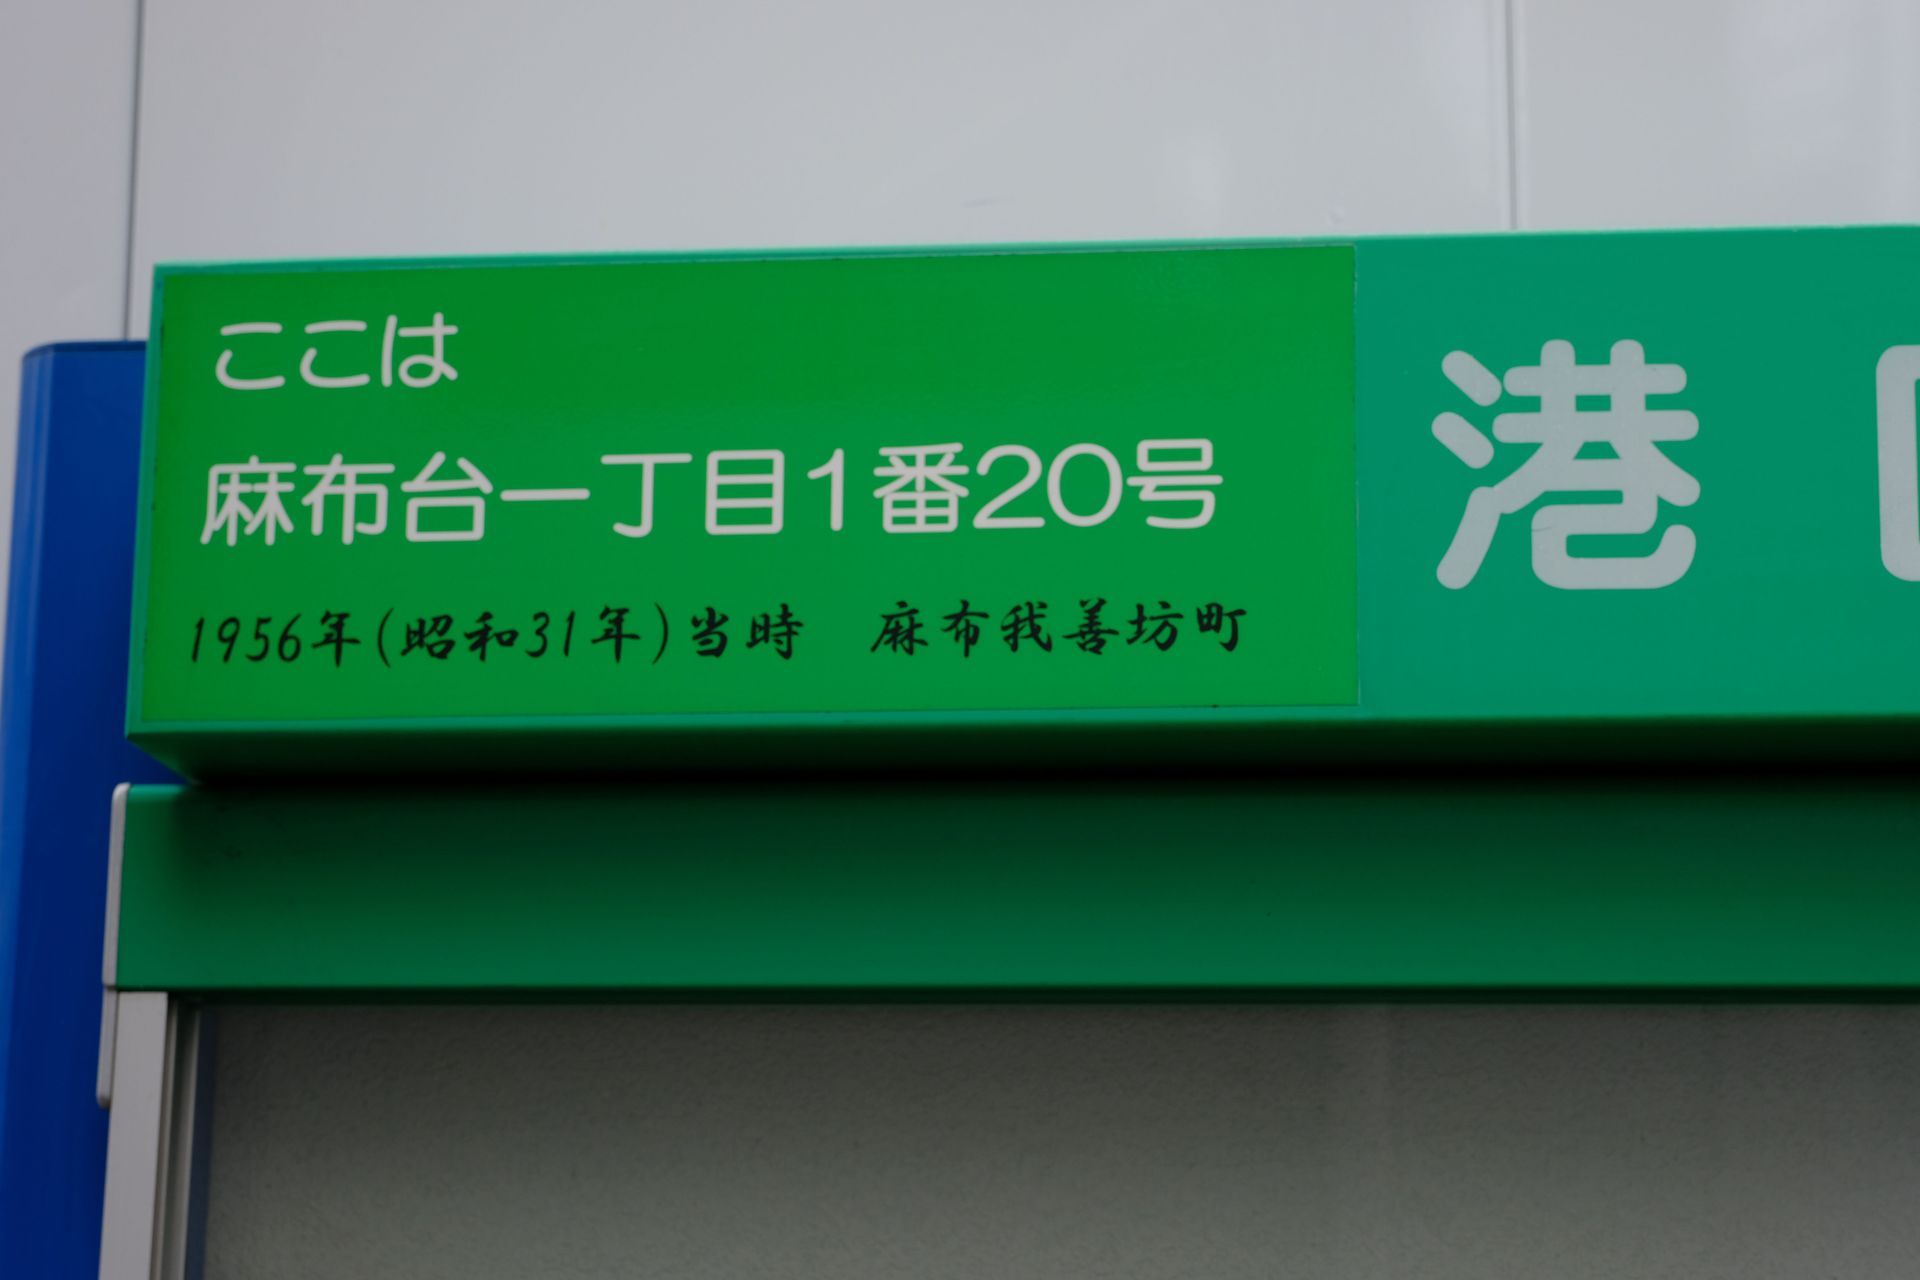 ここは
麻布台一丁目1番20号
1956年(昭和31年)当時　麻布我善坊町
港